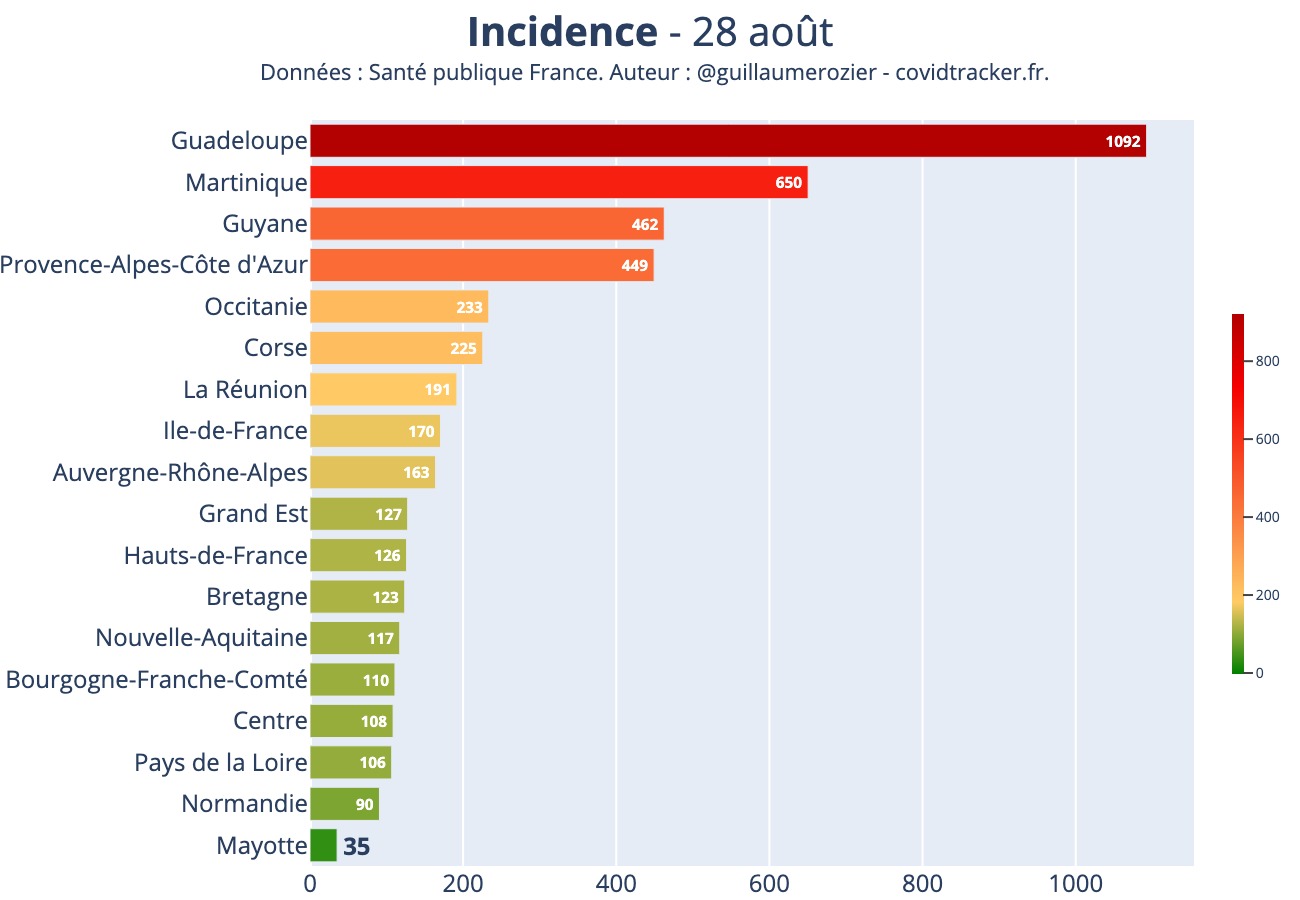 Incidence - 28 août
Données : Santé publique France. Auteur : @guillaumerozier - covidtracker.fr.
Guadeloupe 1092
Martinique 650
Guyane 462
Provence-Alpes-Côte d'Azur 449
Occitanie 233
Corse 225
La Réunion 191
Ile-de-France 170
Auvergne-Rhône-Alpes 163
Grand Est 127
Hauts-de-France 126
Bretagne 123
Nouvelle-Aquitaine 117
Bourgogne-Franche-Comté 110
Centre 108
Pays de la Loire 106
Normandie 90
Mayotte 35
0 200 400 600 800 1000
800
600
400
200
0